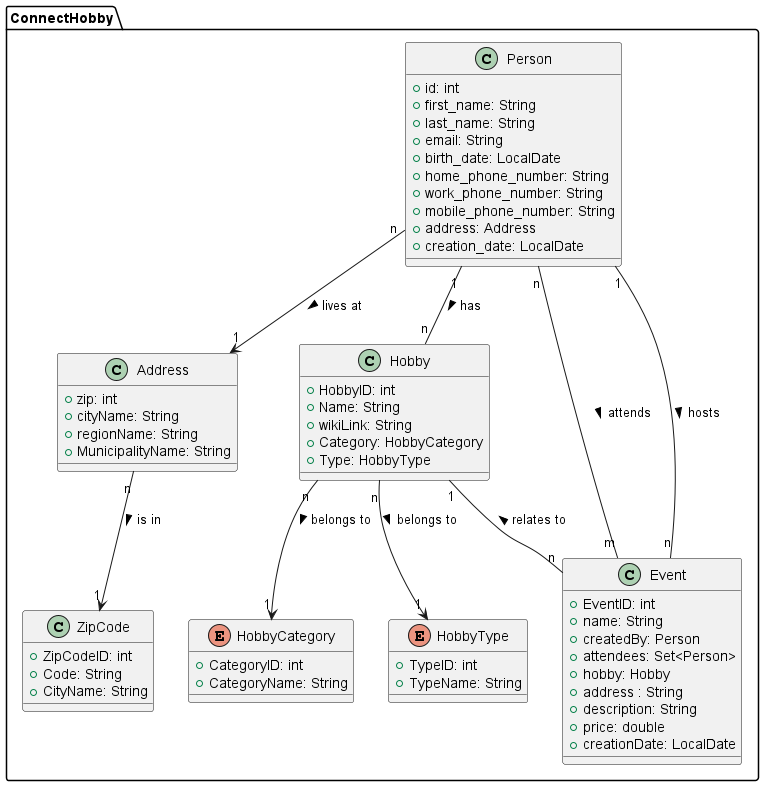 ConnectHobby
C Person
id: int
first_name: String
last_name: String
email: String
birth_date: LocalDate
home_phone_number: String
work_phone_number: String
mobile_phone_number: String
address: Address
creation_date: LocalDate
n
1
n
1
lives at
has
1
n
C Address
zip: int
cityName: String
regionName: String
MunicipalityName: String
C Hobby
HobbyID: int
Name: String
wikiLink: String
Category: HobbyCategory
Type: HobbyType
attends
hosts
n
n
n
1
is in
belongs to
belongs to
relates to
1
1
1
n
m
n
C ZipCode
ZipCodeID: int
Code: String
CityName: String
E HobbyCategory
CategoryID: int
CategoryName: String
E HobbyType
TypeID: int
TypeName: String
C Event
EventID: int
name: String
createdBy: Person
attendees: Set<Person>
hobby: Hobby
address : String
description: String
price: double
creationDate: LocalDate